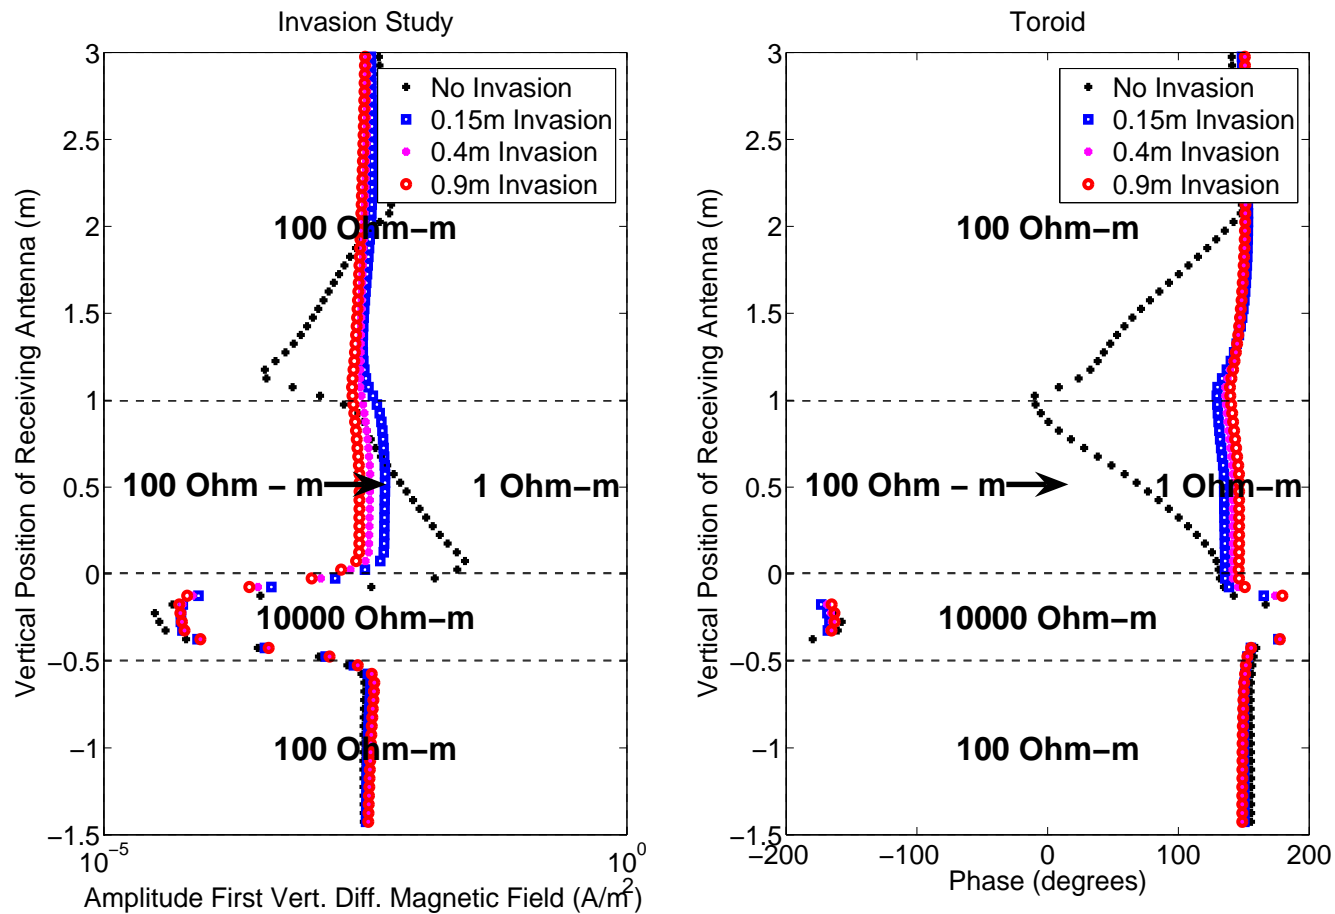 Invasion Study
3
2.5
2
1.5
1
0.5
0
−0.5
−1
−1.5
Vertical Position of Receiving Antenna (m)
No Invasion
0.15m Invasion
0.4m Invasion
0.9m Invasion
100 Ohm−m
100 Ohm − m
1 Ohm−m
10000 Ohm−m
100 Ohm−m
10−5
100
Amplitude First Vert. Diff. Magnetic Field (A/m2)
Toroid
3
2.5
2
1.5
1
0.5
0
−0.5
−1
−1.5
Vertical Position of Receiving Antenna (m)
No Invasion
0.15m Invasion
0.4m Invasion
0.9m Invasion
100 Ohm−m
100 Ohm − m
1 Ohm−m
10000 Ohm−m
100 Ohm−m
−200 −100 0 100 200
Phase (degrees)